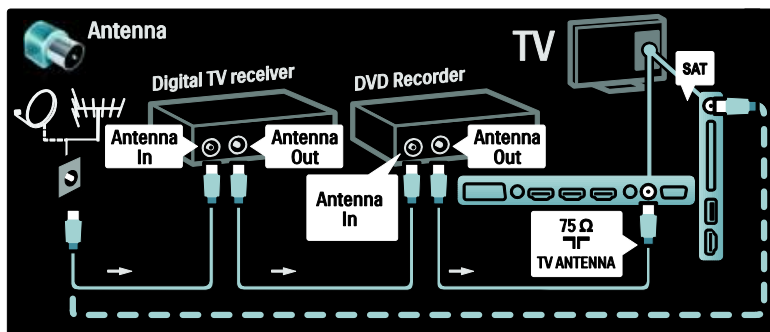 Antenna
TV
Digital TV receiver
DVD Recorder
SAT
Antenna
In
Antenna
Out
Antenna
Out
Antenna
In
75 Ω
TV ANTENNA